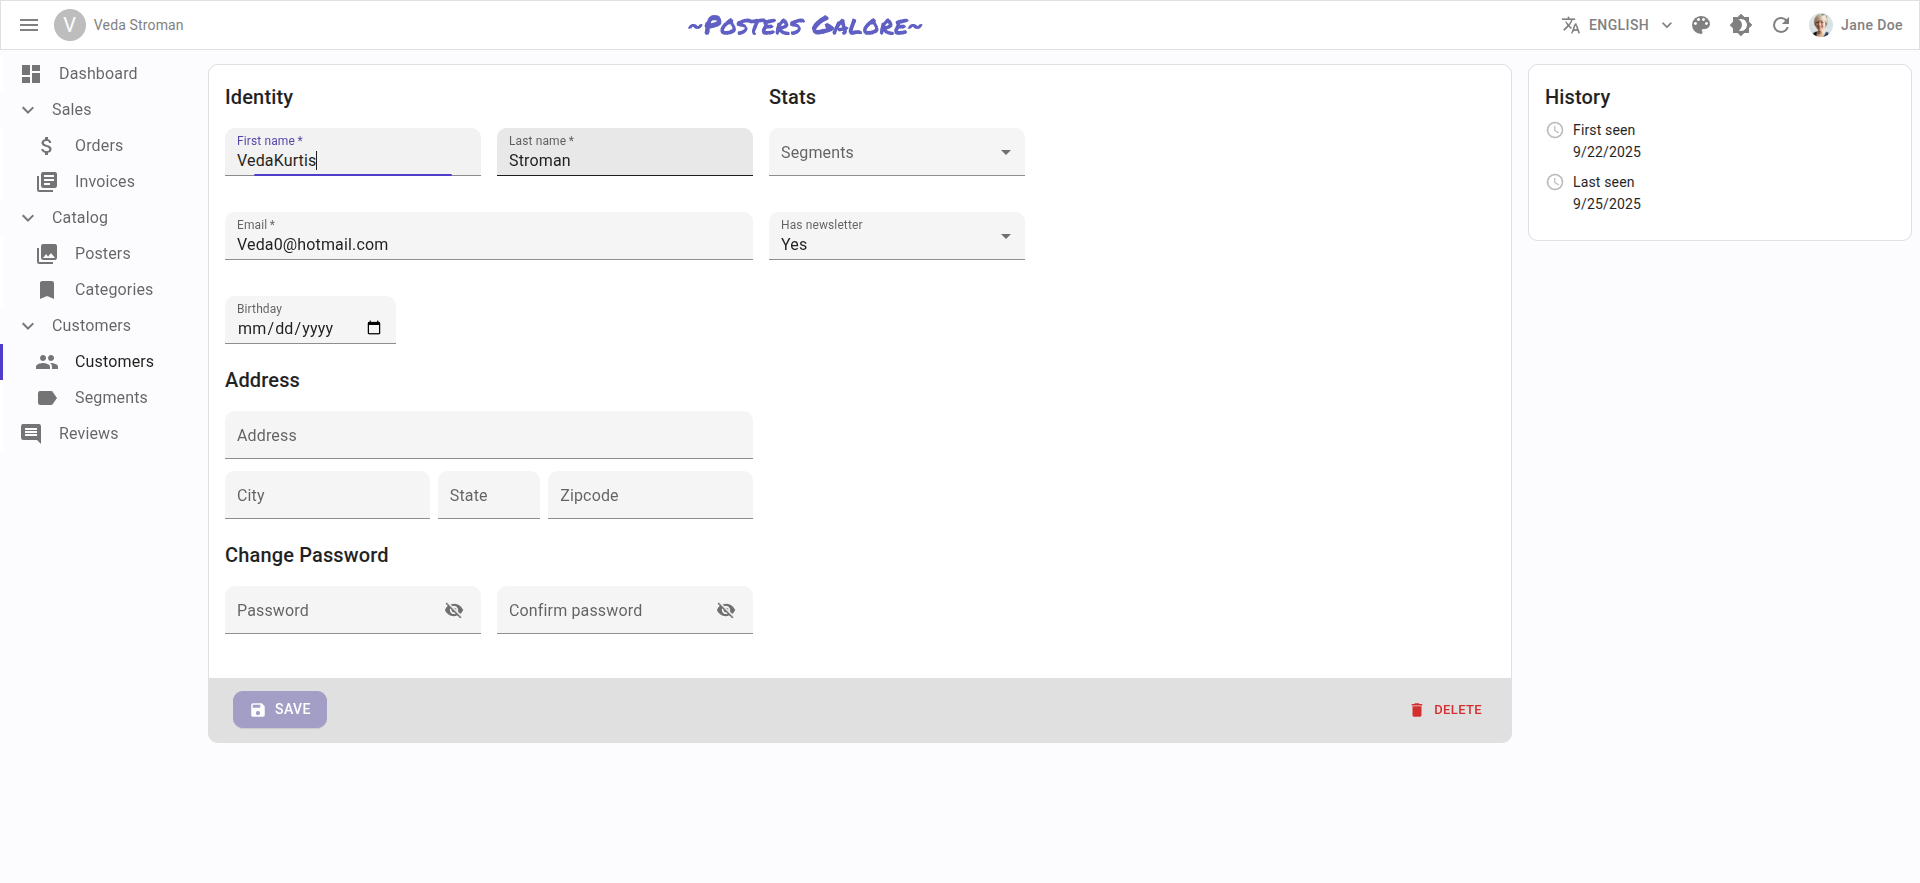 V Veda Stroman
~Posters Galore~
ENGLISH
Jane Doe
Dashboard
Sales
Orders
Invoices
Catalog
Posters
Categories
Customers
Customers
Segments
Reviews
Identity
First name *
VedaKurtis
Last name *
Stroman
Email *
Veda0@hotmail.com
Birthday
mm/dd/yyyy
Address
Address
City
State
Zipcode
Change Password
Password
Confirm password
Stats
Segments
Has newsletter
Yes
SAVE
DELETE
History
First seen
9/22/2025
Last seen
9/25/2025